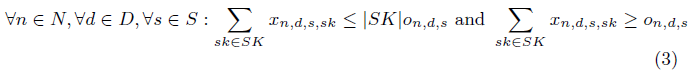 ∀n ∈ N, ∀d ∈ D, ∀s ∈ S : ∑_{sk∈SK} x_{n,d,s,sk} ≤ |SK|o_{n,d,s} and ∑_{sk∈SK} x_{n,d,s,sk} ≥ o_{n,d,s}
(3)